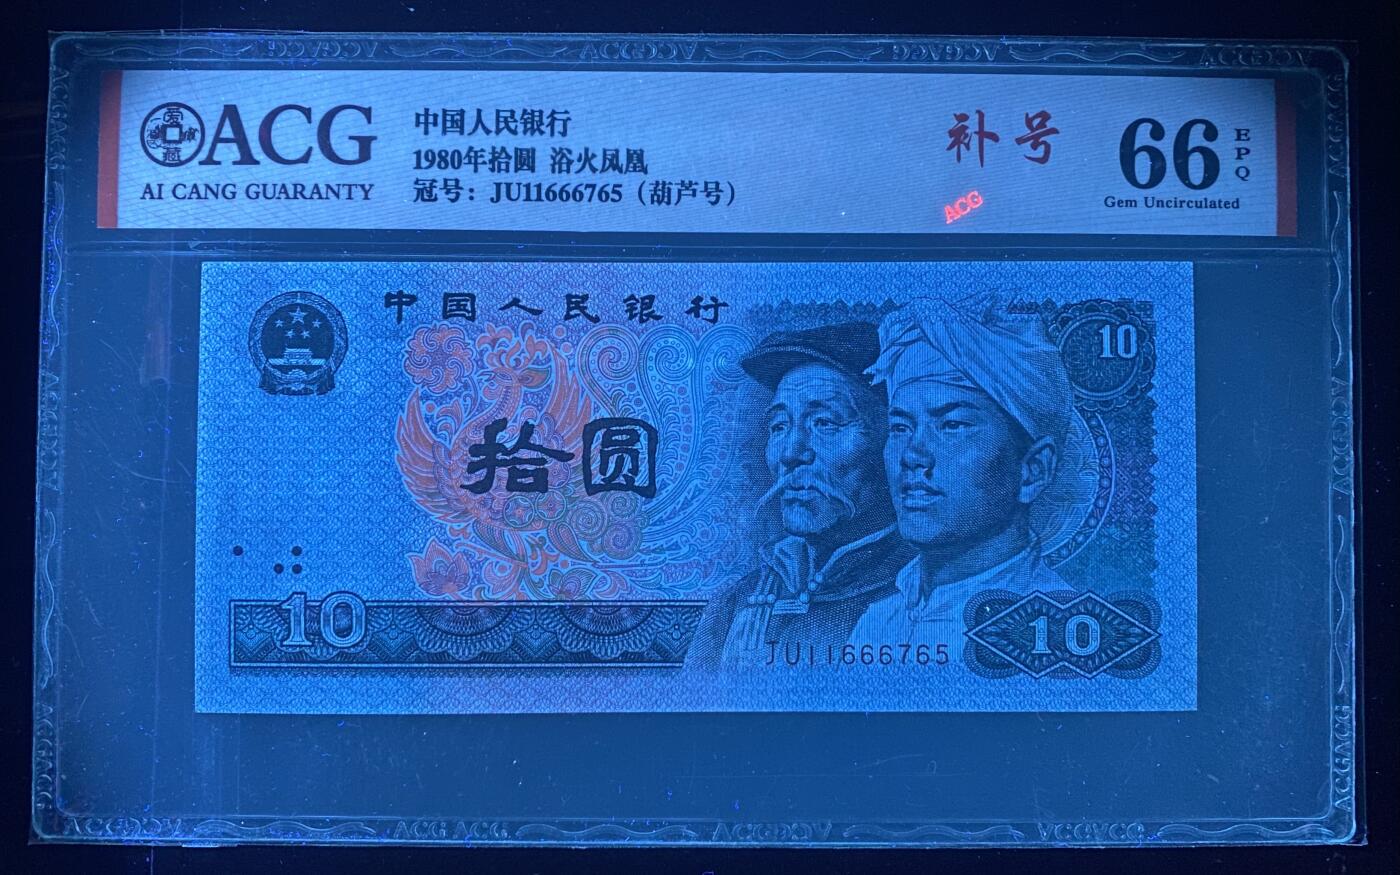 ACG
AI CANG GUARANTY
中国人民银行
1980年拾圆 浴火凤凰
冠号：JU11666765（葫芦号）
补号
ACG
66
EPQ
Gem Uncirculated
中国人民银行
10
拾圆
10
JU11666765
10